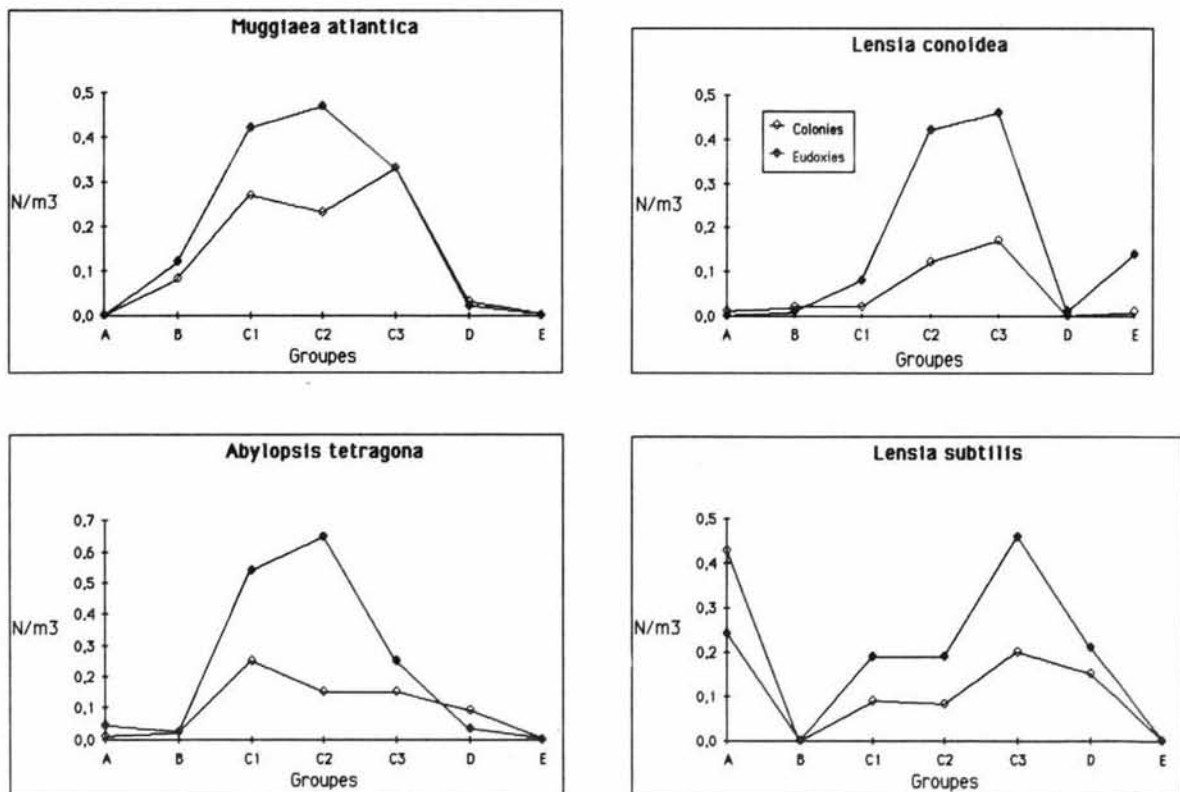 Muggiaea atlantica
0,5
0,4
0,3
0,2
0,1
0,0
N/m3
A B C1 C2 C3 D E
Groupes
Lensia conoidea
0,5
0,4
0,3
0,2
0,1
0,0
N/m3
Colonies
Eudoxies
A B C1 C2 C3 D E
Groupes
Abylopsis tetragona
0,7
0,6
0,5
0,4
0,3
0,2
0,1
0,0
N/m3
A B C1 C2 C3 D E
Groupes
Lensia subtilis
0,5
0,4
0,3
0,2
0,1
0,0
N/m3
A B C1 C2 C3 D E
Groupes